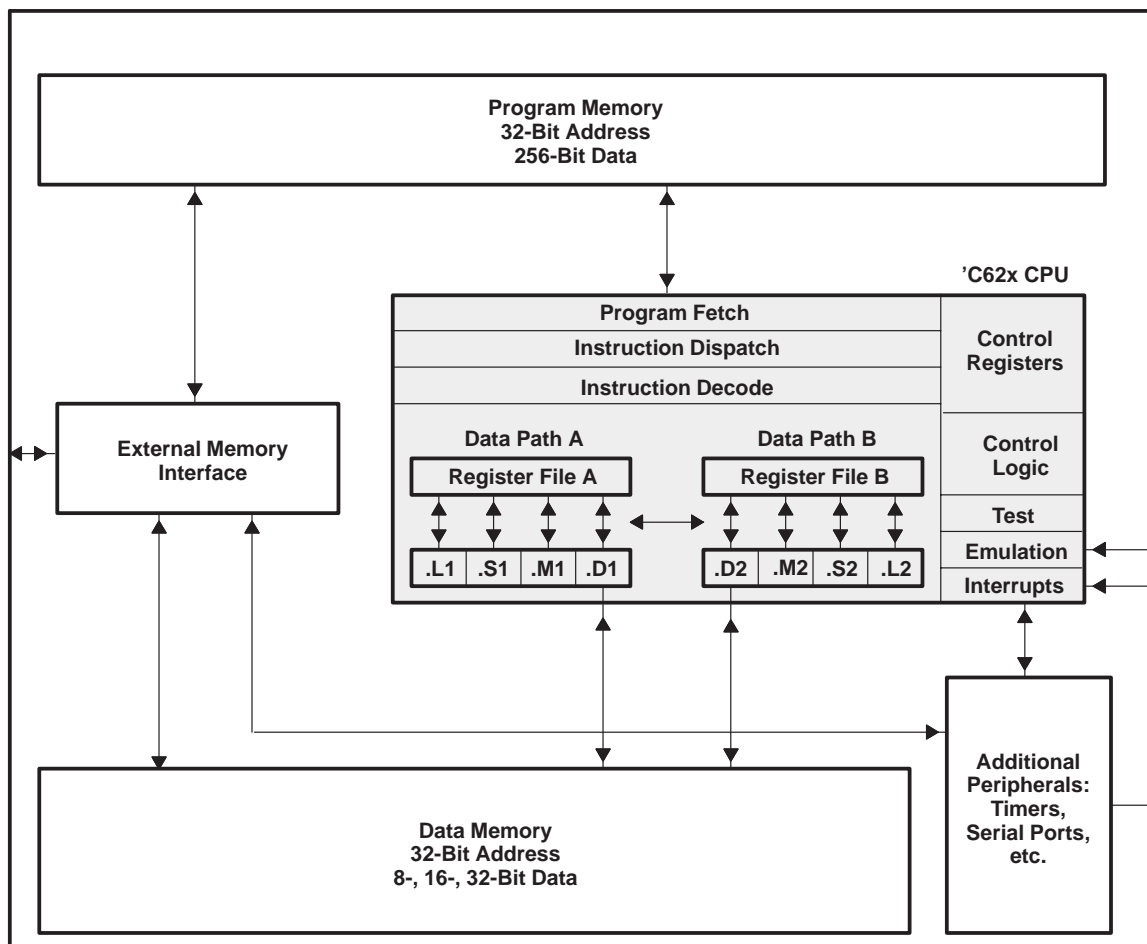 Program Memory
32-Bit Address
256-Bit Data
’C62x CPU
Program Fetch
Instruction Dispatch
Instruction Decode
Control
Registers
Data Path A
Data Path B
Register File A
Register File B
Control
Logic
Test
Emulation
Interrupts
.L1
.S1
.M1
.D1
.D2
.M2
.S2
.L2
External Memory
Interface
Additional
Peripherals:
Timers,
Serial Ports,
etc.
Data Memory
32-Bit Address
8-, 16-, 32-Bit Data